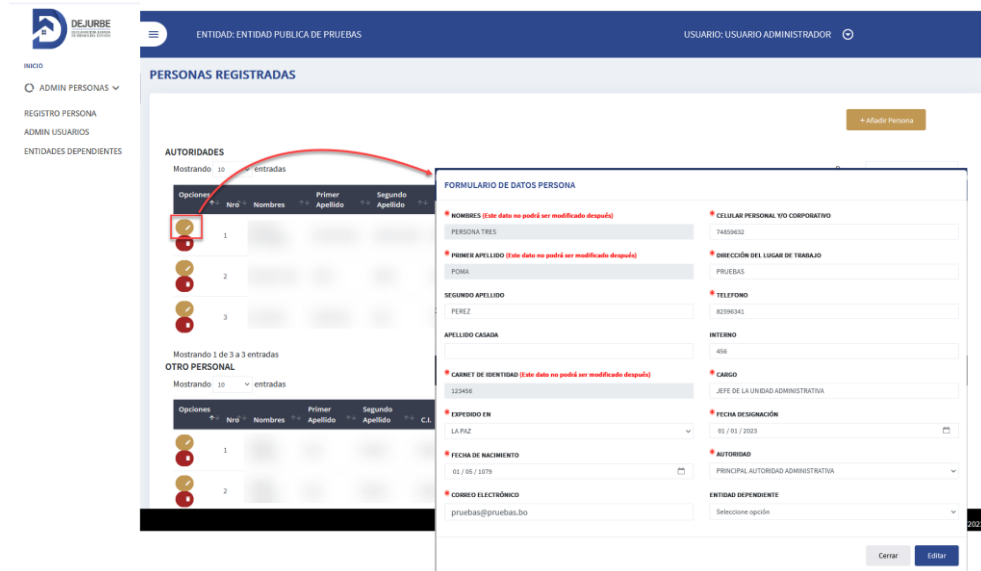 DEJURBE
DECLARACIÓN JURADA
DE BIENES DEL ESTADO
INICIO
ADMIN PERSONAS
REGISTRO PERSONA
ADMIN USUARIOS
ENTIDADES DEPENDIENTES
ENTIDAD: ENTIDAD PUBLICA DE PRUEBAS
USUARIO: USUARIO ADMINISTRADOR
PERSONAS REGISTRADAS
+ Añadir Persona
AUTORIDADES
Mostrando 10 entradas
Opciones Nro Nombres Primer Apellido Segundo Apellido
1
2
3
Mostrando 1 de 3 a 3 entradas
OTRO PERSONAL
Mostrando 10 entradas
Opciones Nro Nombres Primer Apellido Segundo Apellido C.I.
1
2
FORMULARIO DE DATOS PERSONA
* NOMBRES (Este dato no podrá ser modificado después)
PERSONA TRES
* PRIMER APELLIDO (Este dato no podrá ser modificado después)
POMA
SEGUNDO APELLIDO
PEREZ
APELLIDO CASADA
* CARNET DE IDENTIDAD (Este dato no podrá ser modificado después)
123456
* EXPEDIDO EN
LA PAZ
* FECHA DE NACIMIENTO
01 / 05 / 1079
* CORREO ELECTRÓNICO
pruebas@pruebas.bo
* CELULAR PERSONAL Y/O CORPORATIVO
74859632
* DIRECCIÓN DEL LUGAR DE TRABAJO
PRUEBAS
* TELEFONO
82596341
INTERNO
456
* CARGO
JEFE DE LA UNIDAD ADMINISTRATIVA
* FECHA DESIGNACIÓN
01 / 01 / 2023
* AUTORIDAD
PRINCIPAL AUTORIDAD ADMINISTRATIVA
ENTIDAD DEPENDIENTE
Seleccione opción
Cerrar
Editar